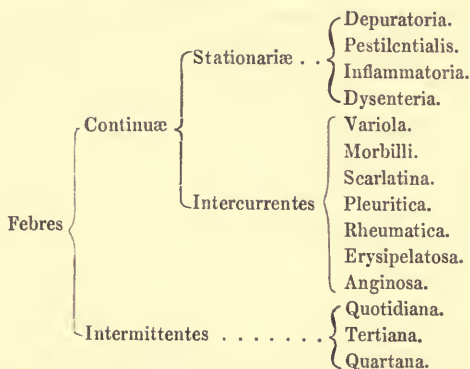 Depuratoria.
Stationariæ . . Pestilcntialis.
Inflammatoria.
Dysenteria.
Continuæ
Variola.
Morbilli.
Scarlatina.
Intercurrentes Pleuritica.
Febres Rheumatica.
Erysipelatosa.
Anginosa.
Quotidiana.
Intermittentes . . . . . . . Tertiana.
Quartana.